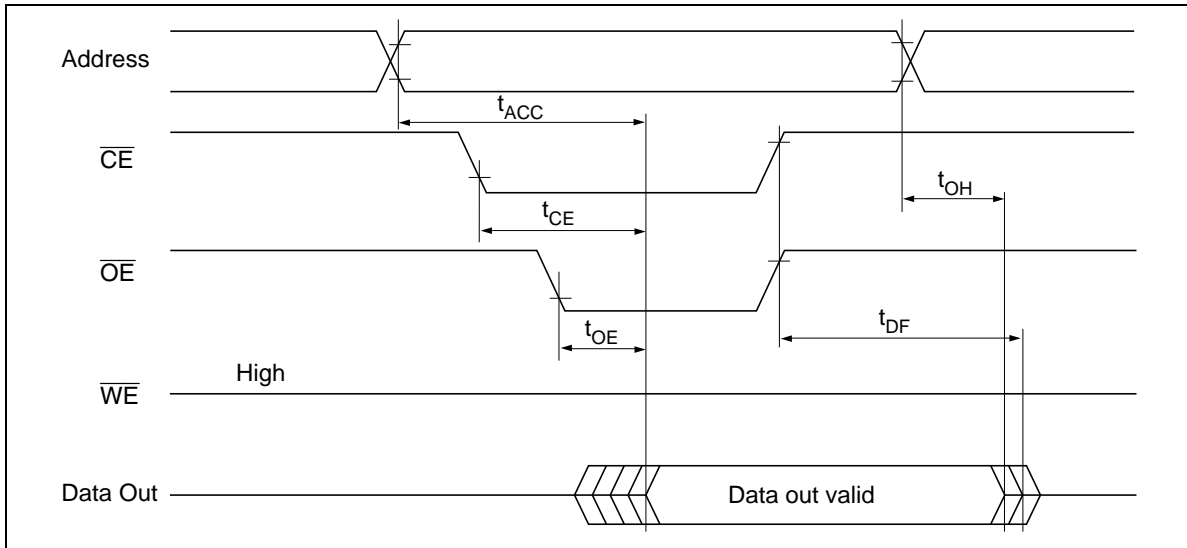 Address
tACC
CE
tOH
tCE
OE
tDF
tOE
High
WE
Data Out
Data out valid